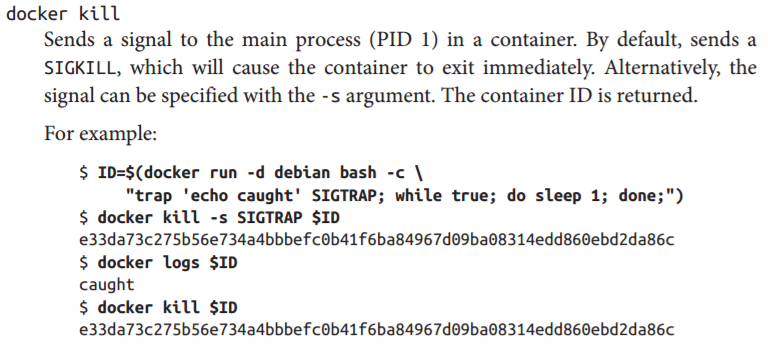 docker kill
Sends a signal to the main process (PID 1) in a container. By default, sends a
SIGKILL, which will cause the container to exit immediately. Alternatively, the
signal can be specified with the -s argument. The container ID is returned.
For example:
$ ID=$(docker run -d debian bash -c \
"trap 'echo caught' SIGTRAP; while true; do sleep 1; done;")
$ docker kill -s SIGTRAP $ID
e33da73c275b56e734a4bbbefc0b41f6ba84967d09ba08314edd860ebd2da86c
$ docker logs $ID
caught
$ docker kill $ID
e33da73c275b56e734a4bbbefc0b41f6ba84967d09ba08314edd860ebd2da86c